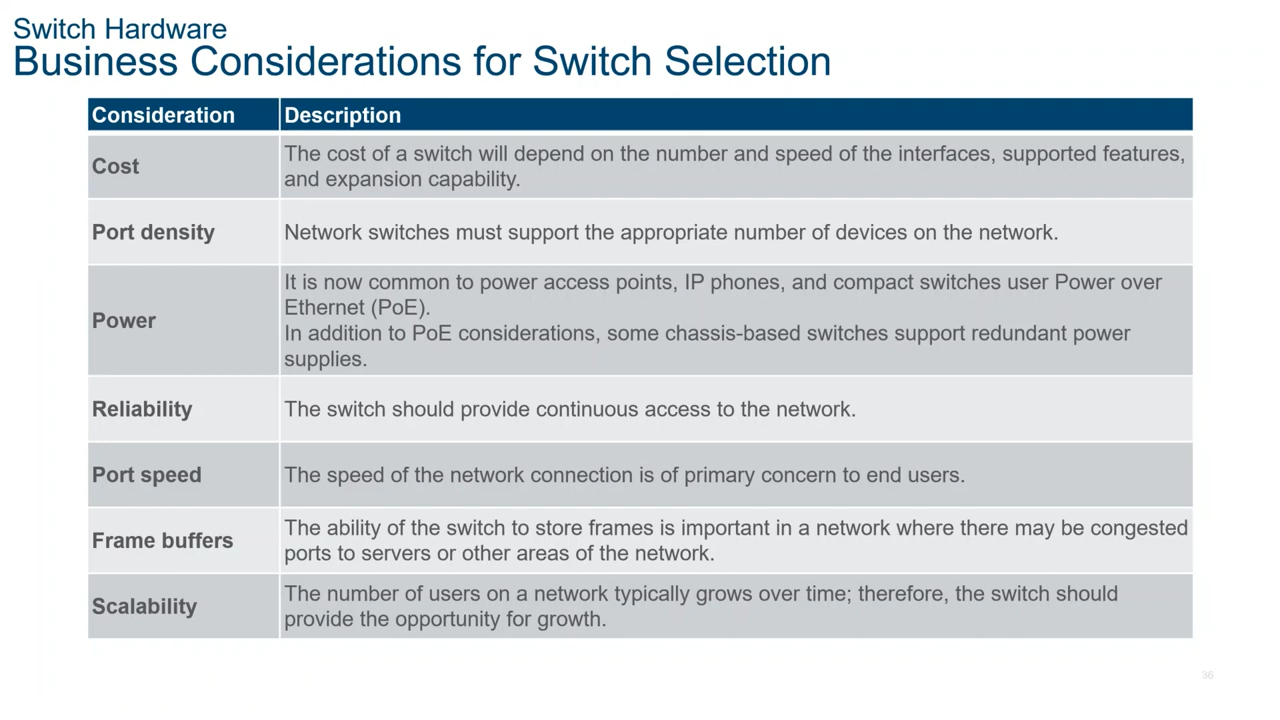 Switch Hardware
Business Considerations for Switch Selection
Consideration
Description
Cost
The cost of a switch will depend on the number and speed of the interfaces, supported features,
and expansion capability.
Port density
Network switches must support the appropriate number of devices on the network.
Power
It is now common to power access points, IP phones, and compact switches user Power over
Ethernet (PoE).
In addition to PoE considerations, some chassis-based switches support redundant power
supplies.
Reliability
The switch should provide continuous access to the network.
Port speed
The speed of the network connection is of primary concern to end users.
Frame buffers
The ability of the switch to store frames is important in a network where there may be congested
ports to servers or other areas of the network.
Scalability
The number of users on a network typically grows over time; therefore, the switch should
provide the opportunity for growth.
36